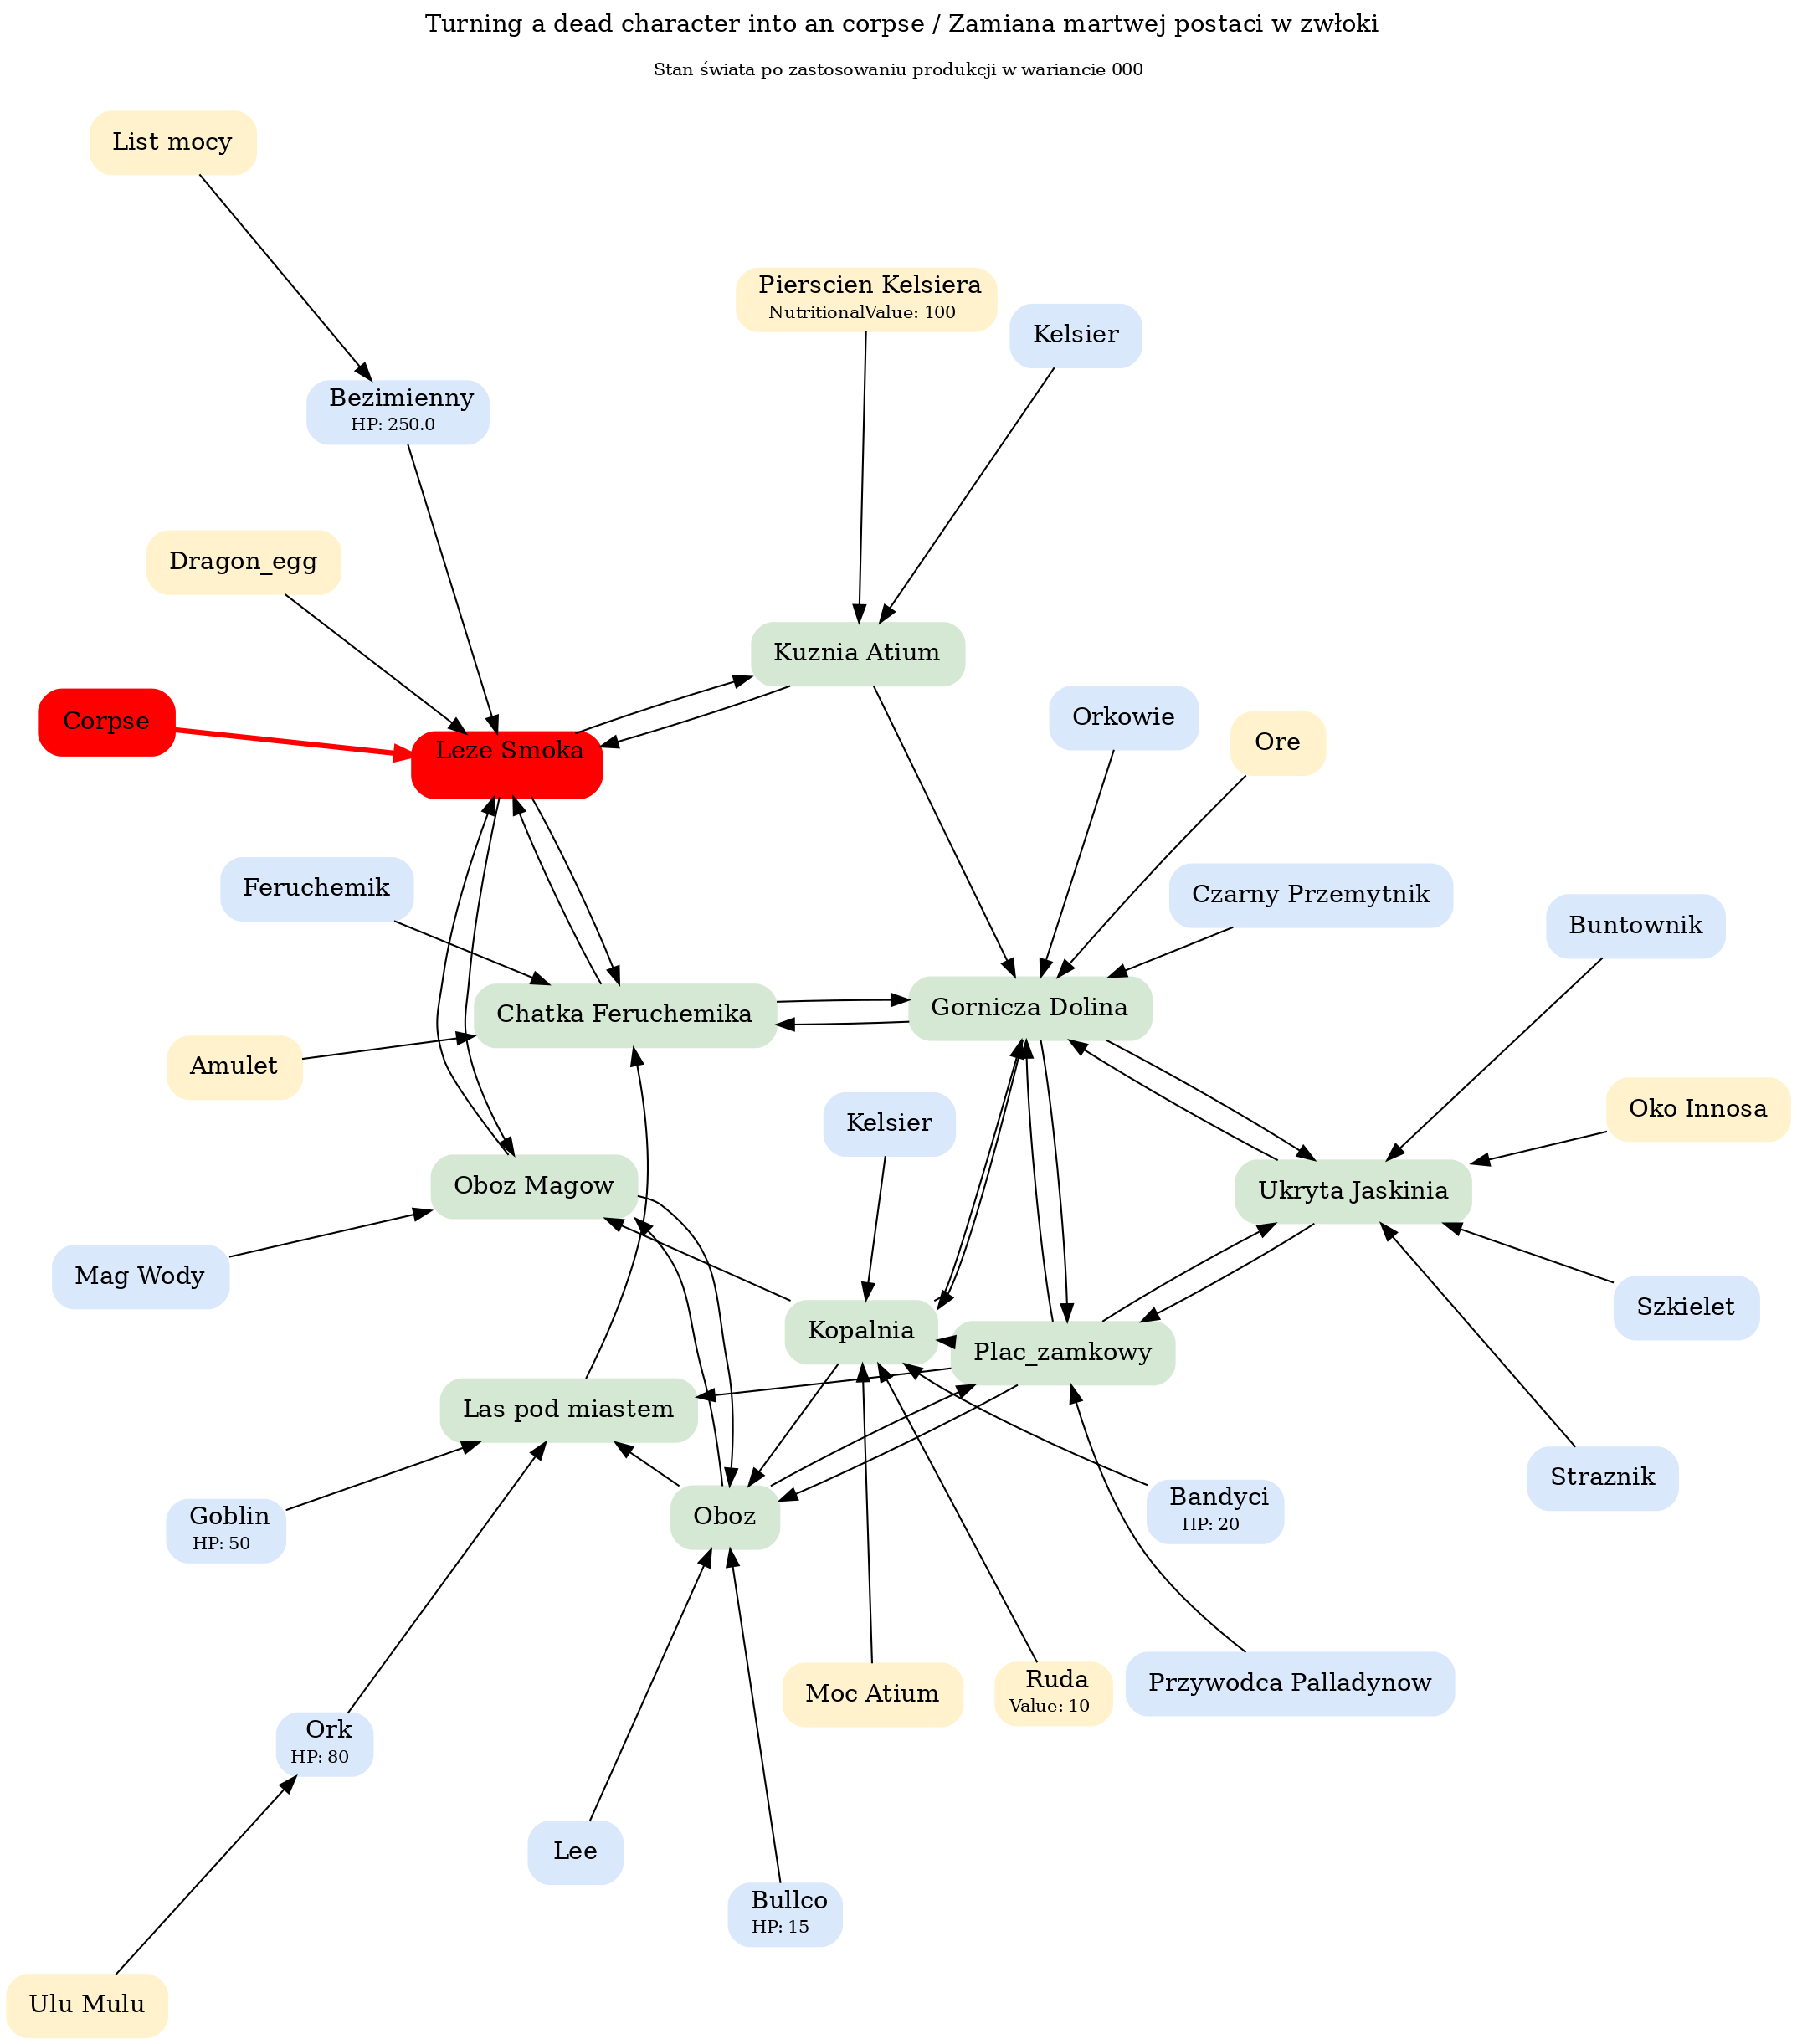 Turning a dead character into an corpse / Zamiana martwej postaci w zwłoki
Stan świata po zastosowaniu produkcji w wariancie 000
List mocy
Pierscien Kelsiera
NutritionalValue: 100
Kelsier
Bezimienny
HP: 250.0
Dragon_egg
Kuznia Atium
Corpse
Leze Smoka
Orkowie
Ore
Feruchemik
Czarny Przemytnik
Buntownik
Chatka Feruchemika
Gornicza Dolina
Amulet
Kelsier
Oko Innosa
Oboz Magow
Ukryta Jaskinia
Mag Wody
Szkielet
Kopalnia
Plac_zamkowy
Las pod miastem
Straznik
Goblin
HP: 50
Oboz
Bandyci
HP: 20
Moc Atium
Ruda
Value: 10
Przywodca Palladynow
Ork
HP: 80
Lee
Bullco
HP: 15
Ulu Mulu